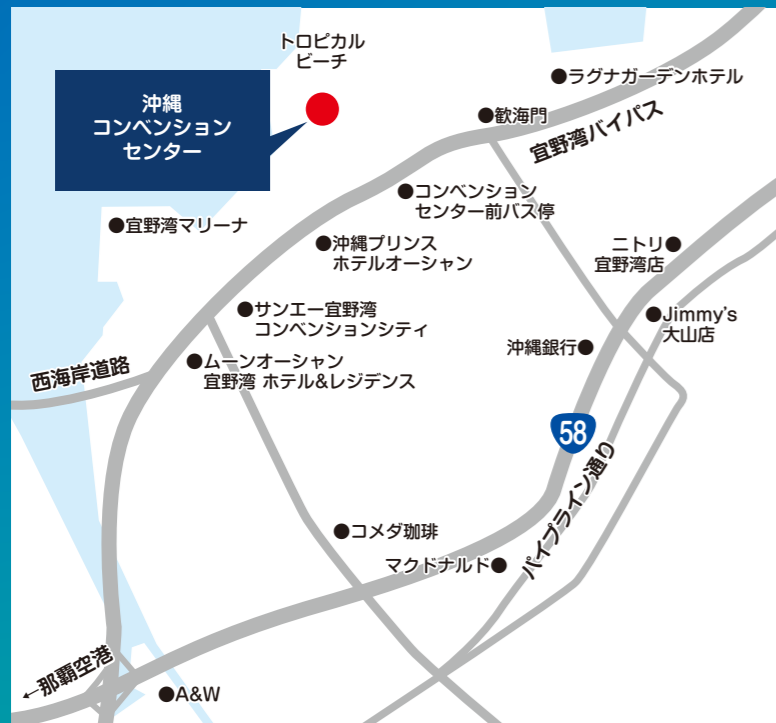 トロピカル
ビーチ
沖縄
コンベンション
センター
●ラグナガーデンホテル
●歓海門
宜野湾バイパス
●コンベンション
センター前バス停
●宜野湾マリーナ
●沖縄プリンス
ホテルオーシャン
ニトリ●
宜野湾店
●サンエー宜野湾
コンベンションシティ
●Jimmy's
大山店
沖縄銀行●
西海岸道路
●ムーンオーシャン
宜野湾 ホテル&レジデンス
58
パイプライン通り
●コメダ珈琲
マクドナルド●
←那覇空港
●A&W